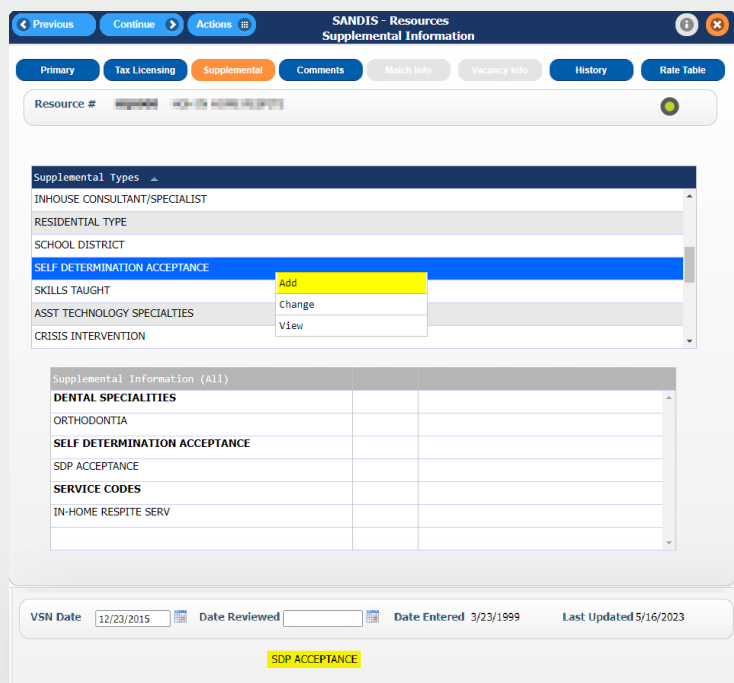 Previous Continue Actions SANDIS - Resources
Supplemental Information
Primary Tax Licensing Supplemental Comments Match Info Vacancy Info History Rate Table
Resource #
Supplemental Types
INHOUSE CONSULTANT/SPECIALIST
RESIDENTIAL TYPE
SCHOOL DISTRICT
SELF DETERMINATION ACCEPTANCE
Add
SKILLS TAUGHT
Change
ASST TECHNOLOGY SPECIALTIES
View
CRISIS INTERVENTION
Supplemental Information (All)
DENTAL SPECIALITIES
ORTHODONTIA
SELF DETERMINATION ACCEPTANCE
SDP ACCEPTANCE
SERVICE CODES
IN-HOME RESPITE SERV
VSN Date 12/23/2015 Date Reviewed Date Entered 3/23/1999 Last Updated 5/16/2023
SDP ACCEPTANCE